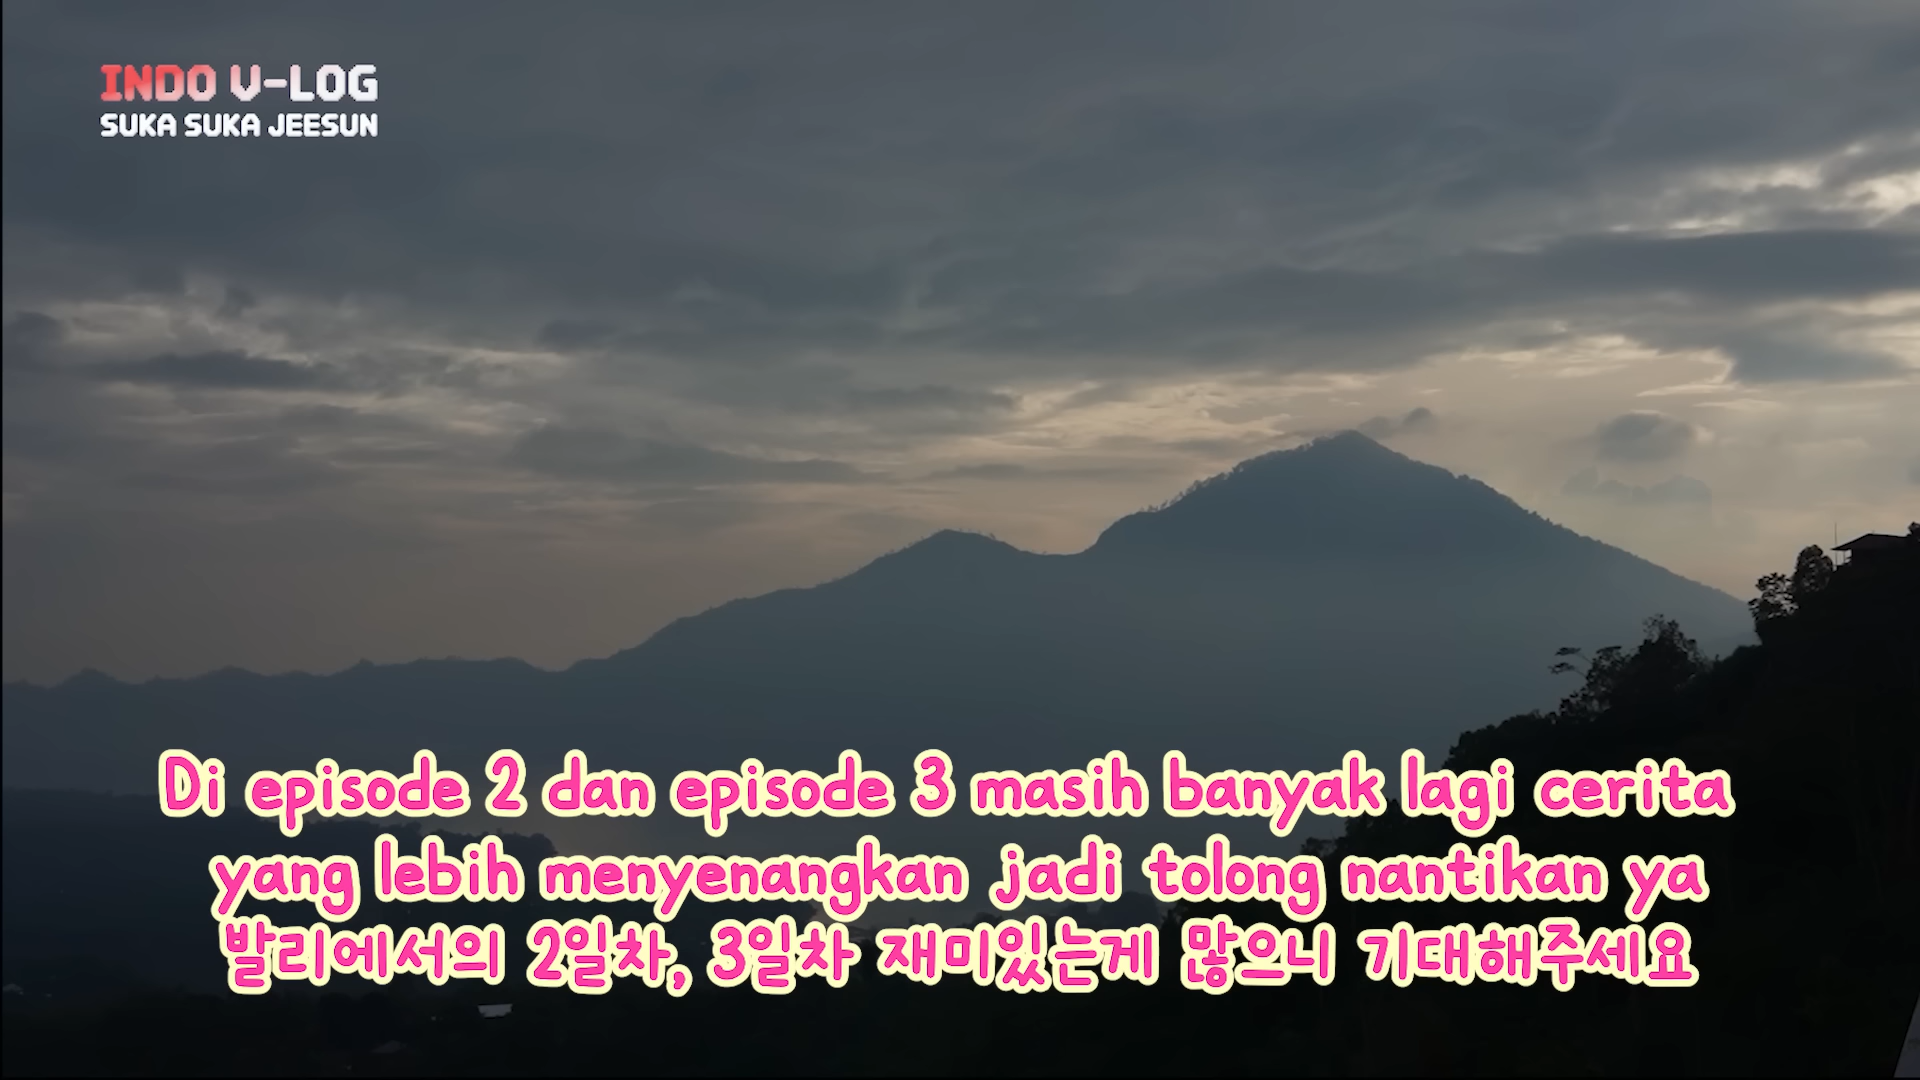 INDO V-LOG
SUKA SUKA JEESUN
Di episode 2 dan episode 3 masih banyak lagi cerita
yang lebih menyenangkan jadi tolong nantikan ya
발리에서의 2일차, 3일차 재미있는게 많으니 기대해주세요